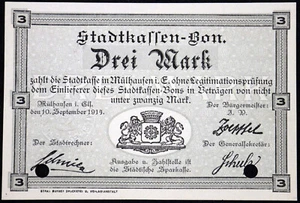 3 Stadtkassen-Bon. 3
Drei Mark
zahlt die Stadtkasse in Mülhausen i. E. ohne Legitimationsprüfung
dem Einlieferer dieses Stadtkassen-Bons in Beträgen von nicht
unter zwanzig Mark.
Mülhausen i. Els.
den 10. September 1914.
Der Bürgermeister:
I. V.
Der Stadtrechner:
Der Generalsekretär:
Ausgabe u. Zahlstelle ist
die Städtische Sparkasse.
3 3